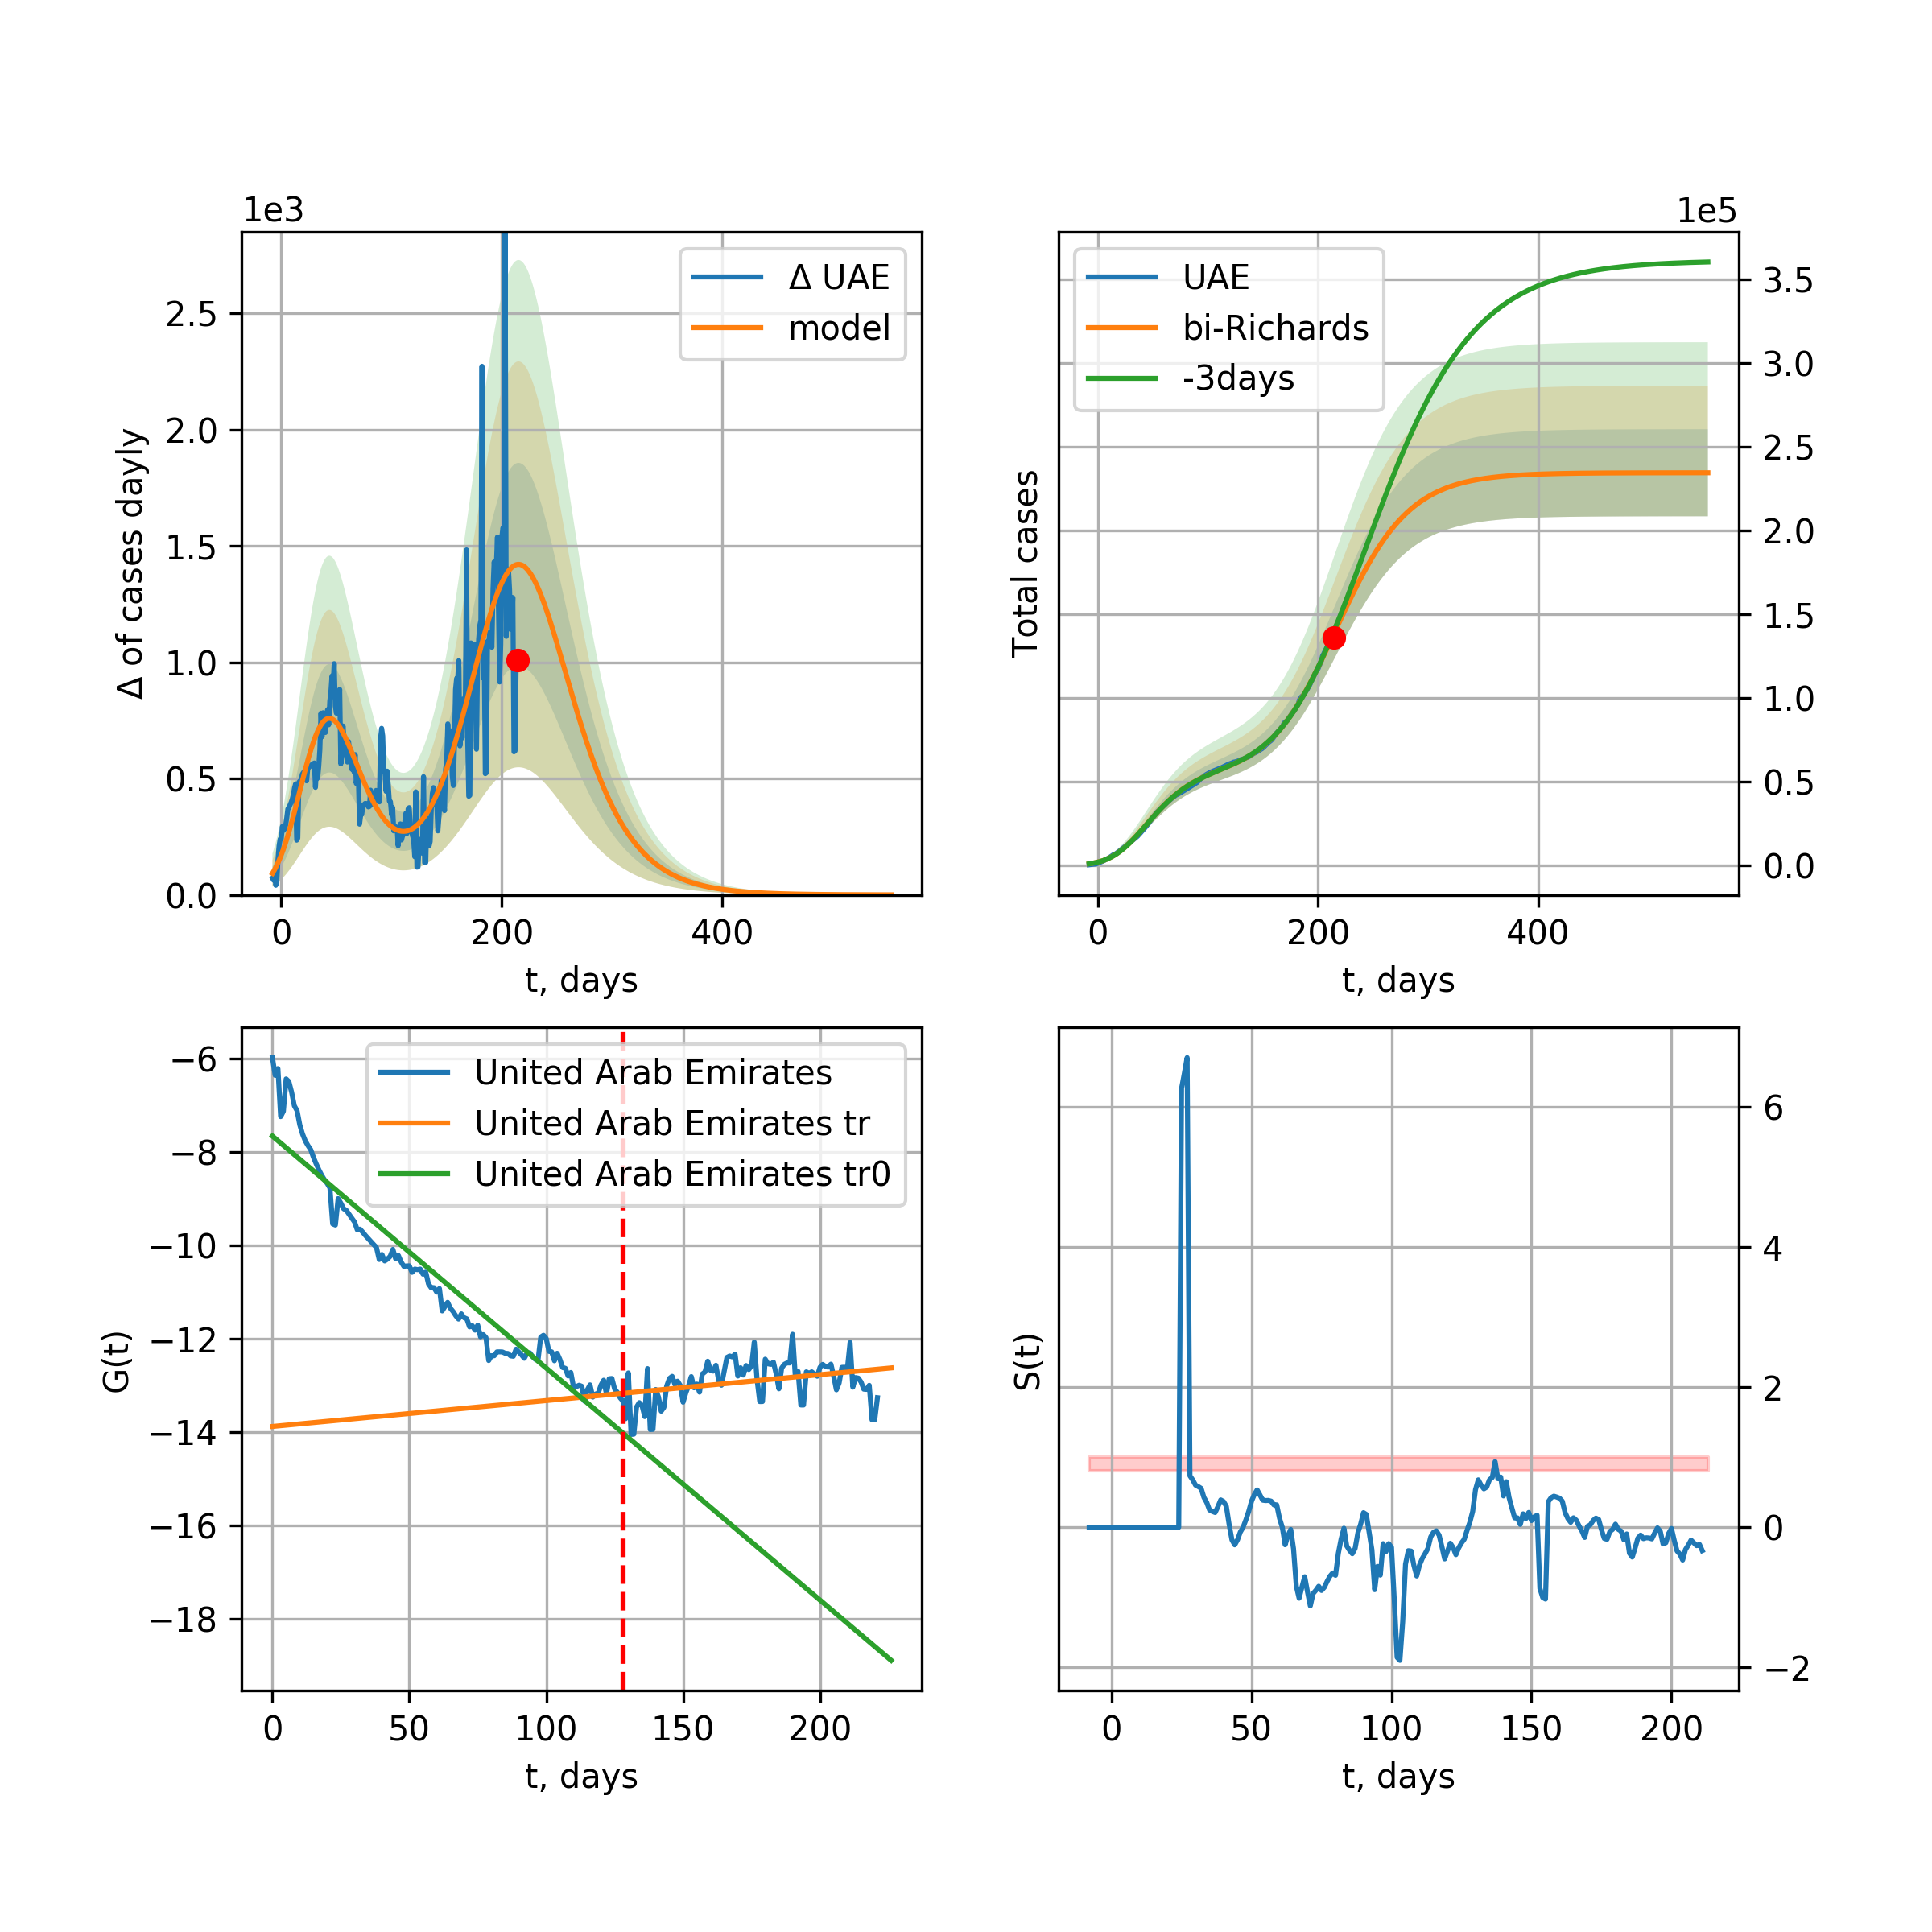 1e3
Δ UAE
model
2.5
2.0
1.5
1.0
0.5
0.0
Δ of cases dayly
0 200 400
t, days
1e5
UAE
bi-Richards
-3days
3.5
3.0
2.5
2.0
1.5
1.0
0.5
0.0
Total cases
0 200 400
t, days
United Arab Emirates
United Arab Emirates tr
United Arab Emirates tr0
−6
−8
−10
−12
−14
−16
−18
G(t)
0 50 100 150 200
t, days
6
4
2
0
−2
S(t)
0 50 100 150 200
t, days